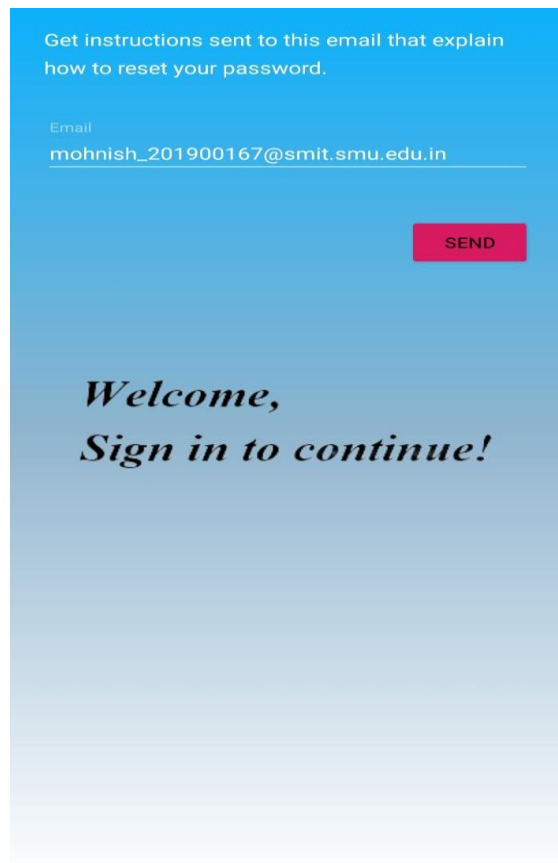 Get instructions sent to this email that explain
how to reset your password.
Email
mohnish_201900167@smit.smu.edu.in
SEND
Welcome,
Sign in to continue!